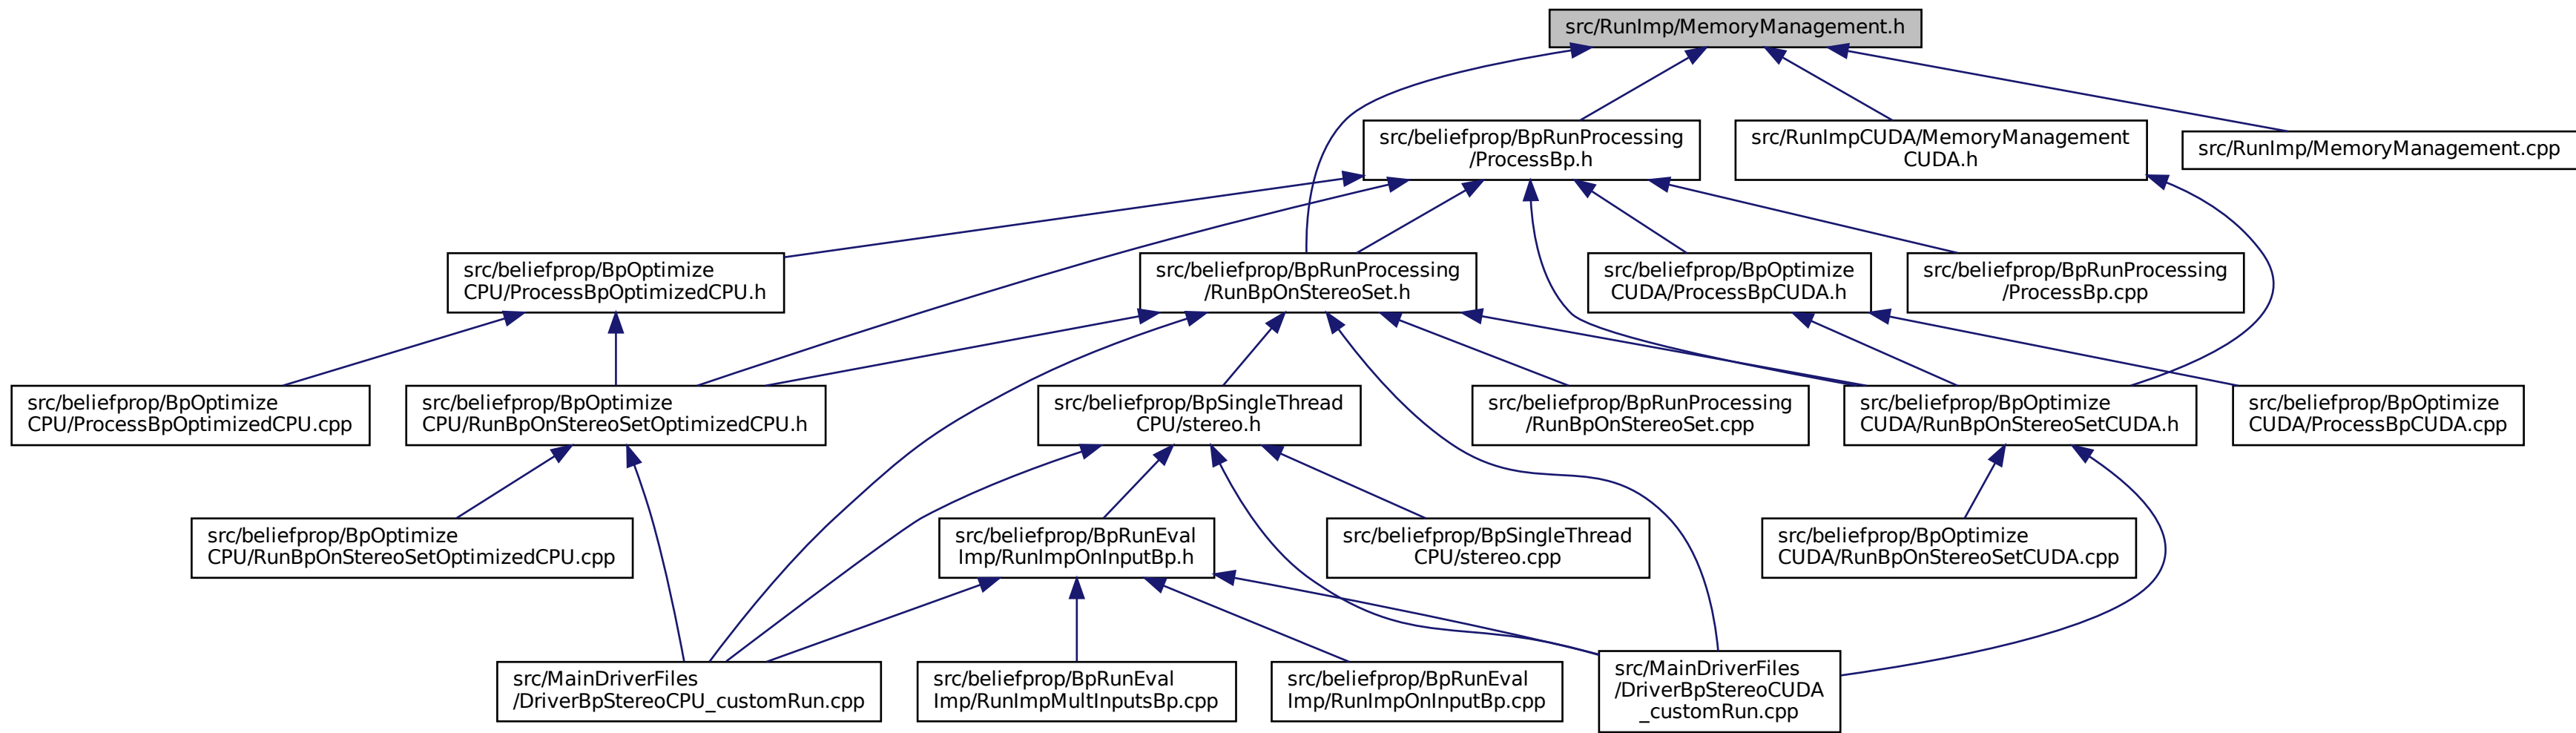 src/RunImp/MemoryManagement.h
src/beliefprop/BpRunProcessing
/ProcessBp.h
src/RunImpCUDA/MemoryManagement
CUDA.h
src/RunImp/MemoryManagement.cpp
src/beliefprop/BpOptimize
CPU/ProcessBpOptimizedCPU.h
src/beliefprop/BpRunProcessing
/RunBpOnStereoSet.h
src/beliefprop/BpOptimize
CUDA/ProcessBpCUDA.h
src/beliefprop/BpRunProcessing
/ProcessBp.cpp
src/beliefprop/BpOptimize
CPU/ProcessBpOptimizedCPU.cpp
src/beliefprop/BpOptimize
CPU/RunBpOnStereoSetOptimizedCPU.h
src/beliefprop/BpSingleThread
CPU/stereo.h
src/beliefprop/BpRunProcessing
/RunBpOnStereoSet.cpp
src/beliefprop/BpOptimize
CUDA/RunBpOnStereoSetCUDA.h
src/beliefprop/BpOptimize
CUDA/ProcessBpCUDA.cpp
src/beliefprop/BpOptimize
CPU/RunBpOnStereoSetOptimizedCPU.cpp
src/beliefprop/BpRunEval
Imp/RunImpOnInputBp.h
src/beliefprop/BpSingleThread
CPU/stereo.cpp
src/beliefprop/BpOptimize
CUDA/RunBpOnStereoSetCUDA.cpp
src/MainDriverFiles
/DriverBpStereoCPU_customRun.cpp
src/beliefprop/BpRunEval
Imp/RunImpMultInputsBp.cpp
src/beliefprop/BpRunEval
Imp/RunImpOnInputBp.cpp
src/MainDriverFiles
/DriverBpStereoCUDA
_customRun.cpp